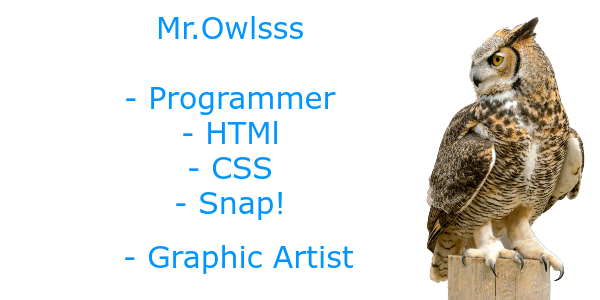 Mr.Owlsss
- Programmer
- HTMl
- CSS
- Snap!
- Graphic Artist